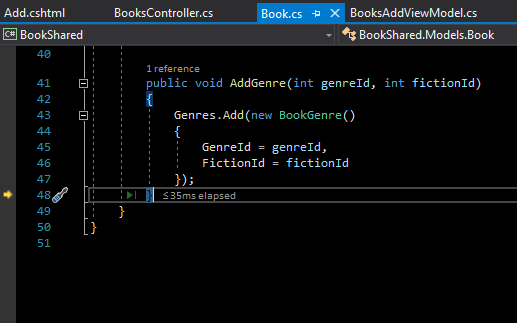 Add.cshtml BooksController.cs Book.cs BooksAddViewModel.cs
C# BookShared BookShared.Models.Book
40
1 reference
41 public void AddGenre(int genreId, int fictionId)
42 {
43 Genres.Add(new BookGenre()
44 {
45 GenreId = genreId,
46 FictionId = fictionId
47 });
48 } ≤35ms elapsed
49 }
50 }
51